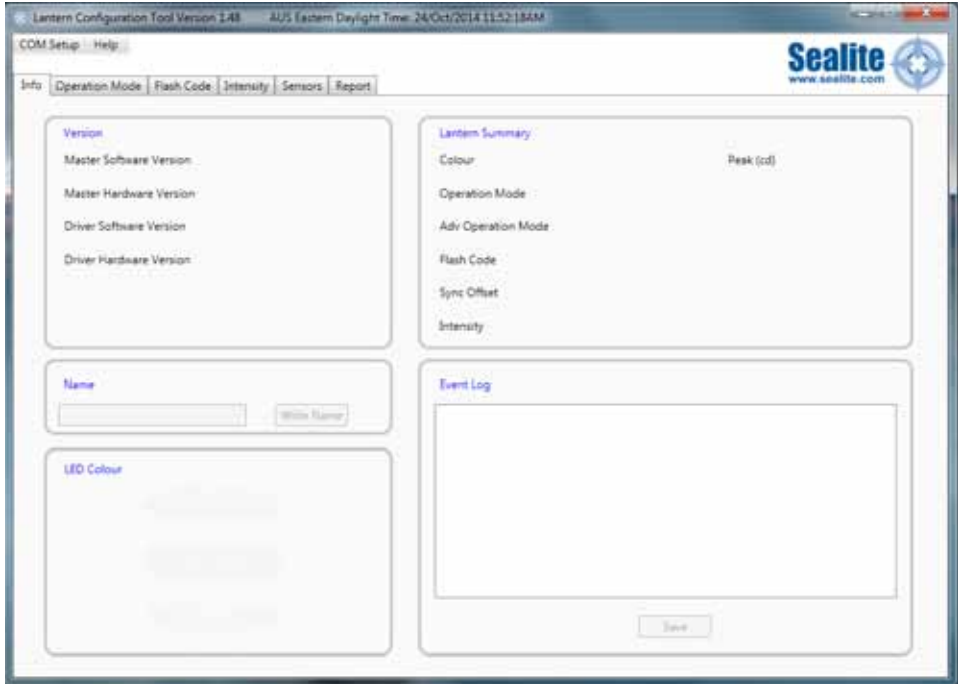 Lantern Configuration Tool Version 1.48 AUS Eastern Daylight Time: 24/Oct/2014 11:52:18AM
COM Setup Help
Sealite
www.sealite.com
Info Operation Mode Flash Code Intensity Sensors Report
Version
Master Software Version
Master Hardware Version
Driver Software Version
Driver Hardware Version
Lantern Summary
Colour Peak (cd)
Operation Mode
Adv Operation Mode
Flash Code
Sync Offset
Intensity
Name
Write Name
LED Colour
Event Log
Save